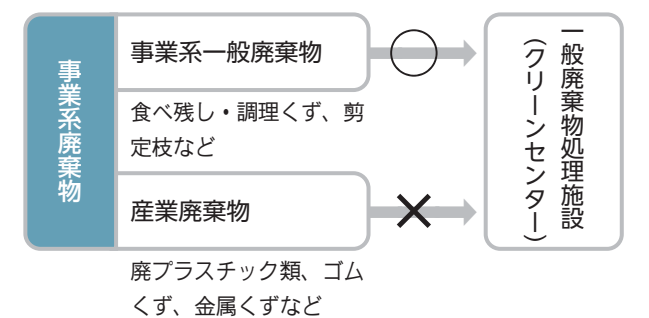 事業系廃棄物
事業系一般廃棄物
食べ残し・調理くず、剪
定枝など
産業廃棄物
廃プラスチック類、ゴム
くず、金属くずなど
一般廃棄物処理施設
（クリーンセンター）